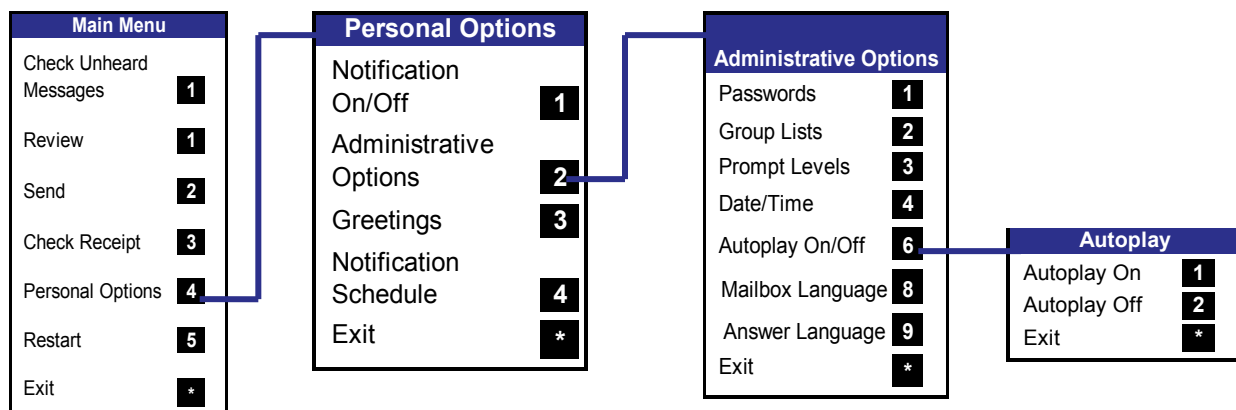 Main Menu
Check Unheard
Messages 1
Review 1
Send 2
Check Receipt 3
Personal Options 4
Restart 5
Exit *
Personal Options
Notification
On/Off 1
Administrative
Options 2
Greetings 3
Notification
Schedule 4
Exit *
Administrative Options
Passwords 1
Group Lists 2
Prompt Levels 3
Date/Time 4
Autoplay On/Off 6
Mailbox Language 8
Answer Language 9
Exit *
Autoplay
Autoplay On 1
Autoplay Off 2
Exit *